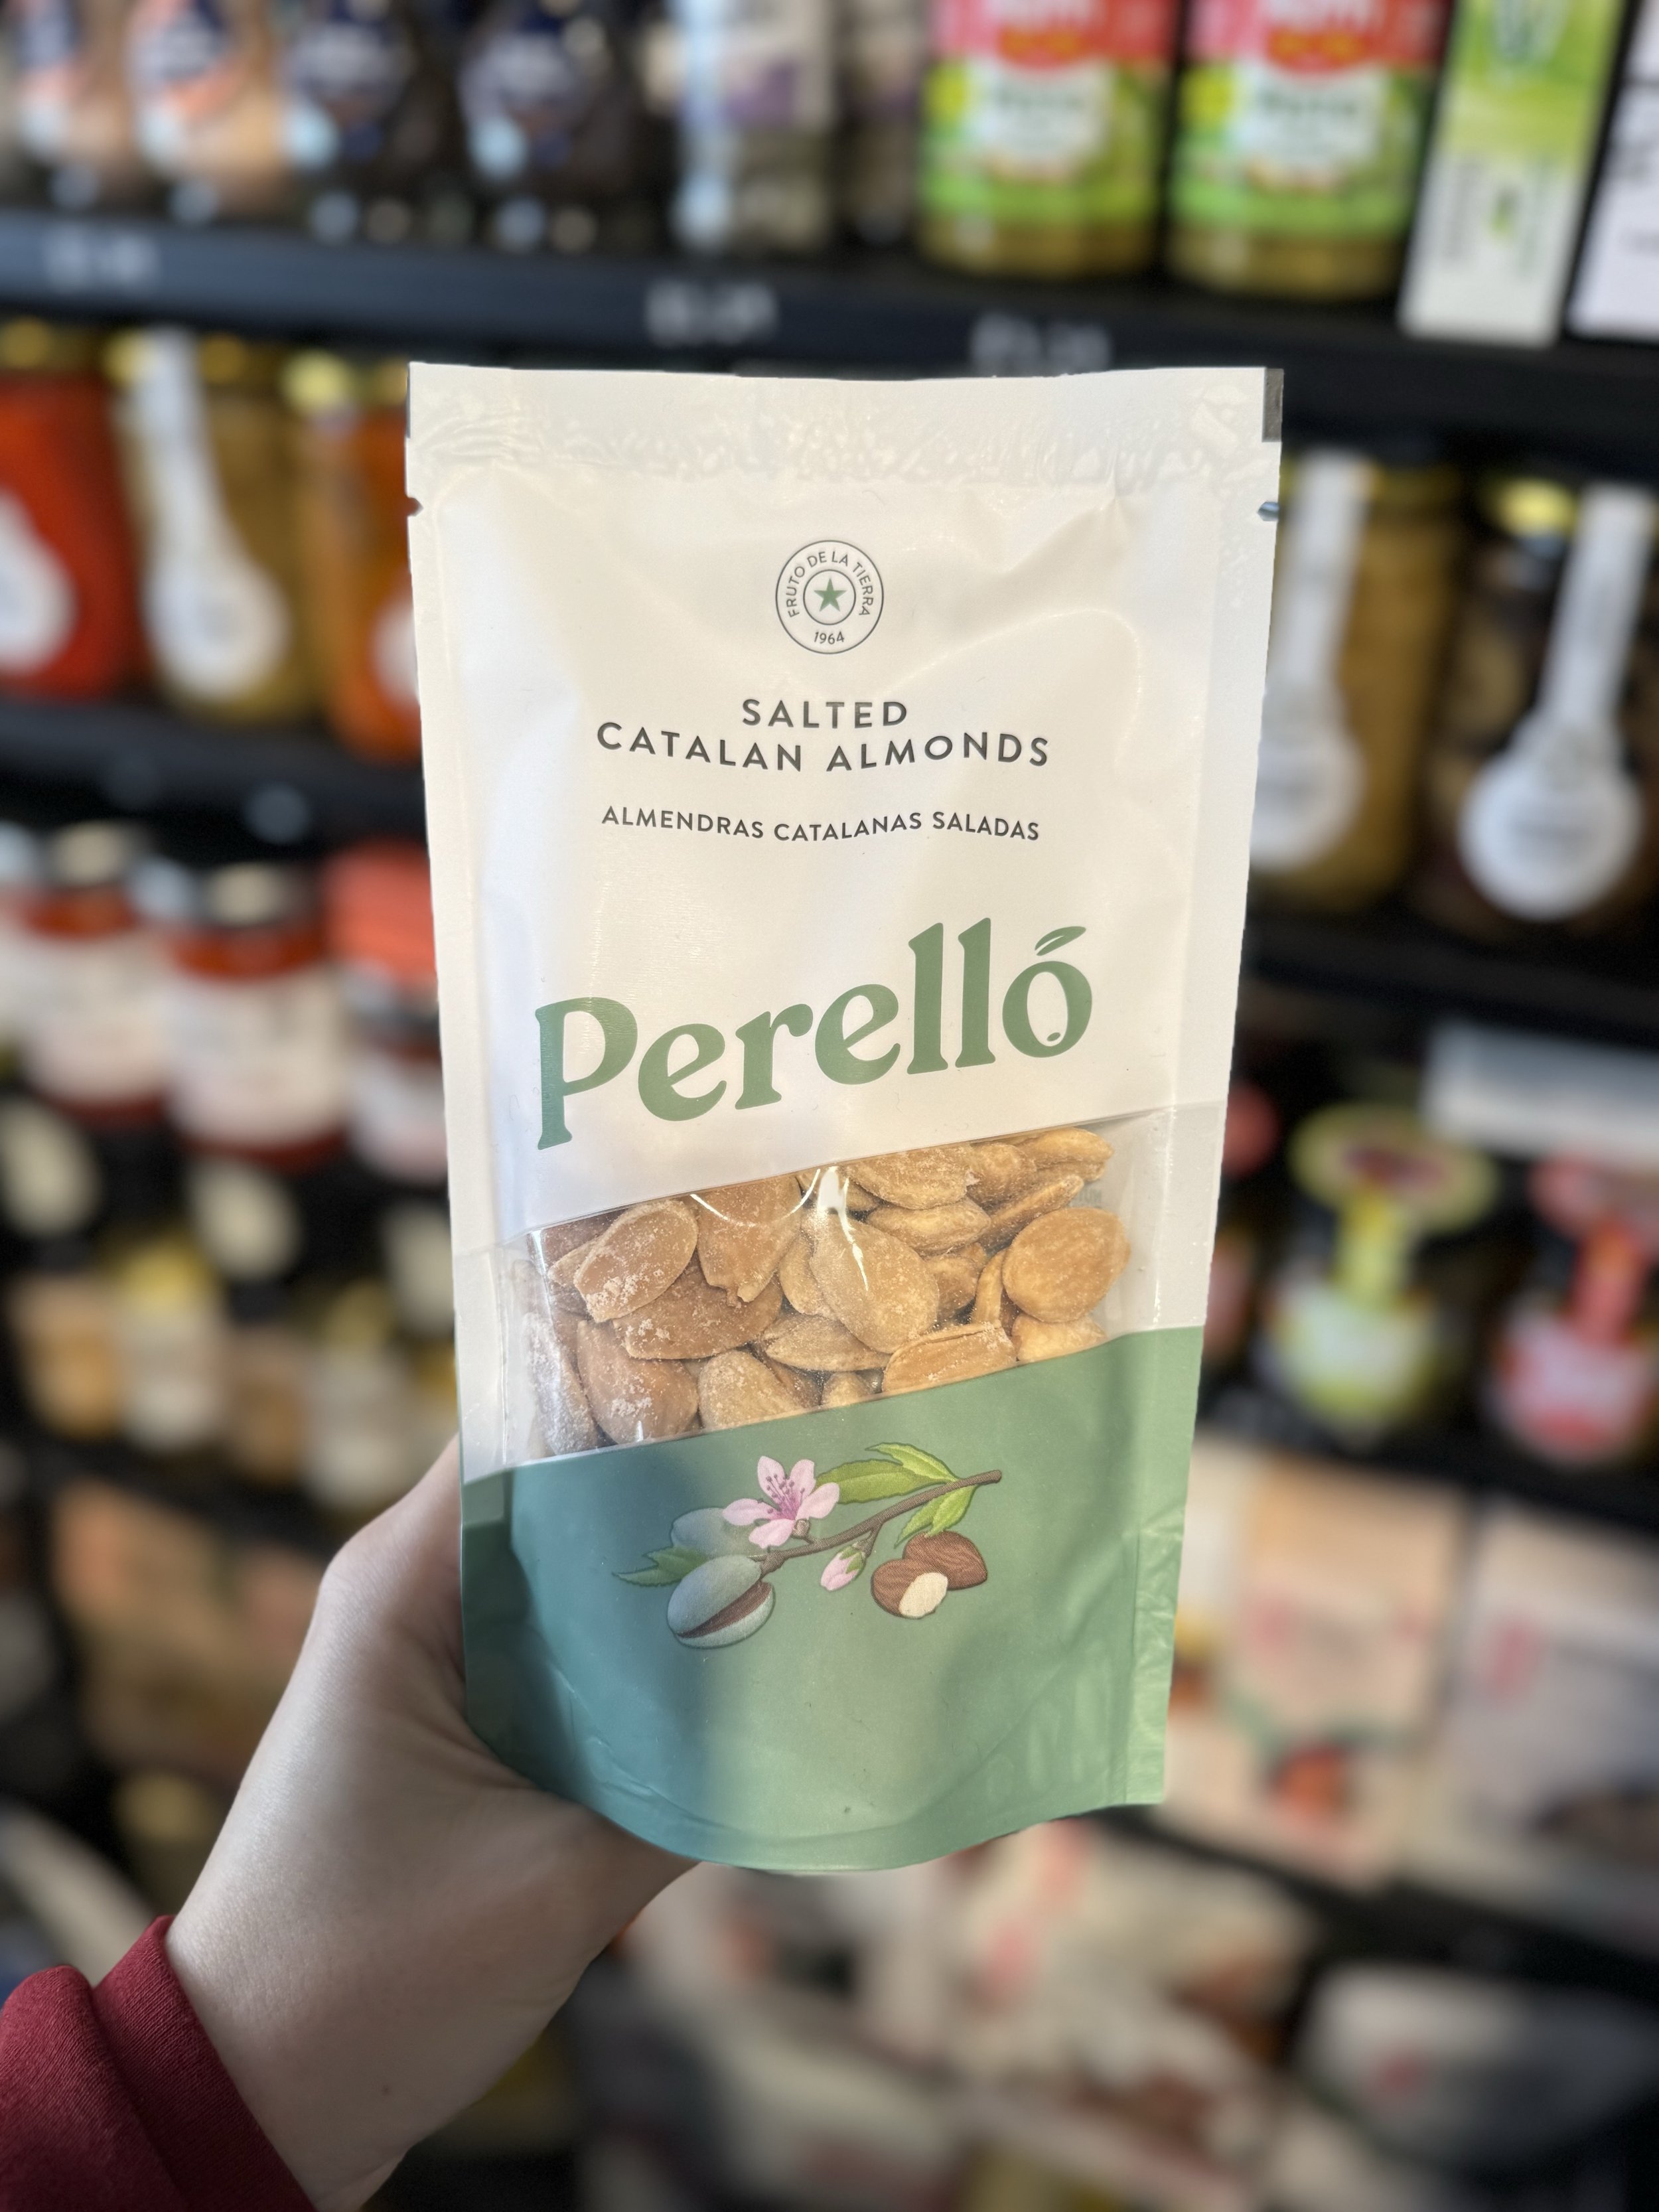 FRUTO DE LA TIERRA
1964
SALTED
CATALAN ALMONDS
ALMENDRAS CATALANAS SALADAS
Perelló